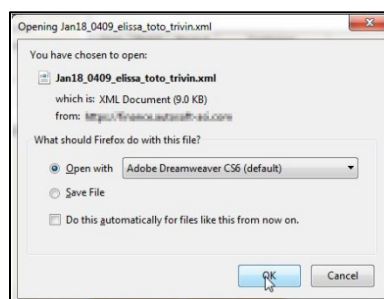 Opening Jan18_0409_elissa_toto_trivin.xml
You have chosen to open:
Jan18_0409_elissa_toto_trivin.xml
which is: XML Document (9.0 KB)
from:
What should Firefox do with this file?
Open with Adobe Dreamweaver CS6 (default)
Save File
Do this automatically for files like this from now on.
OK Cancel